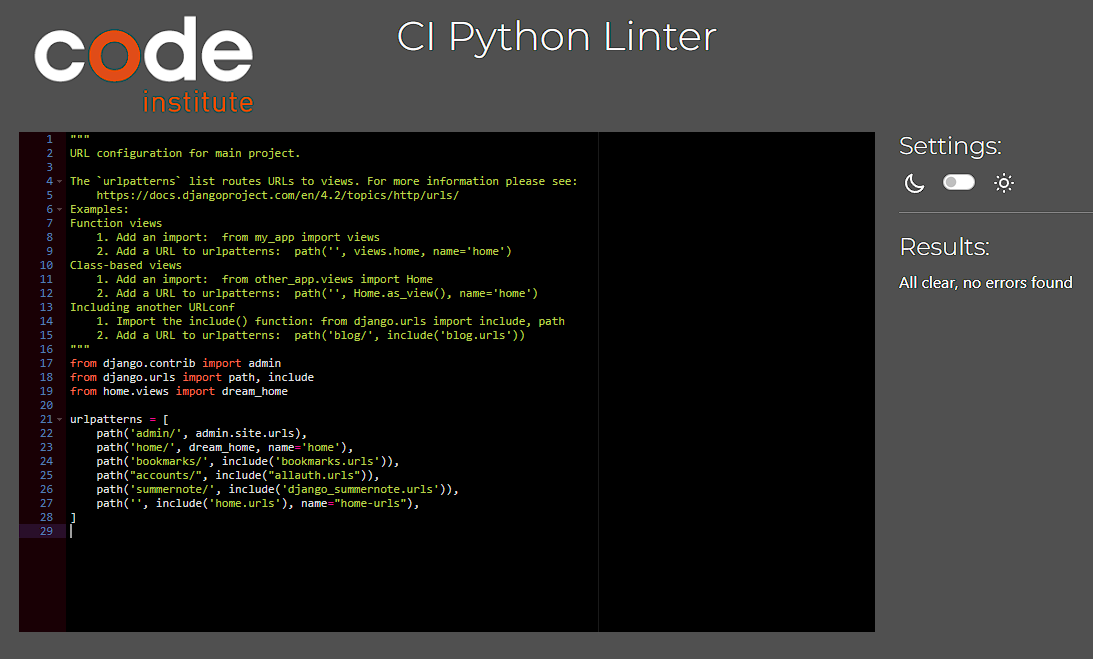 code
institute
CI Python Linter
1 """
2 URL configuration for main project.
3
4 The `urlpatterns` list routes URLs to views. For more information please see:
5     https://docs.djangoproject.com/en/4.2/topics/http/urls/
6 Examples:
7 Function views
8     1. Add an import:  from my_app import views
9     2. Add a URL to urlpatterns:  path('', views.home, name='home')
10 Class-based views
11     1. Add an import:  from other_app.views import Home
12     2. Add a URL to urlpatterns:  path('', Home.as_view(), name='home')
13 Including another URLconf
14     1. Import the include() function: from django.urls import include, path
15     2. Add a URL to urlpatterns:  path('blog/', include('blog.urls'))
16 """
17 from django.contrib import admin
18 from django.urls import path, include
19 from home.views import dream_home
20
21 urlpatterns = [
22     path('admin/', admin.site.urls),
23     path('home/', dream_home, name='home'),
24     path('bookmarks/', include('bookmarks.urls')),
25     path("accounts/", include("allauth.urls")),
26     path('summernote/', include('django_summernote.urls')),
27     path('', include('home.urls'), name="home-urls"),
28 ]
29
Settings:
Results:
All clear, no errors found